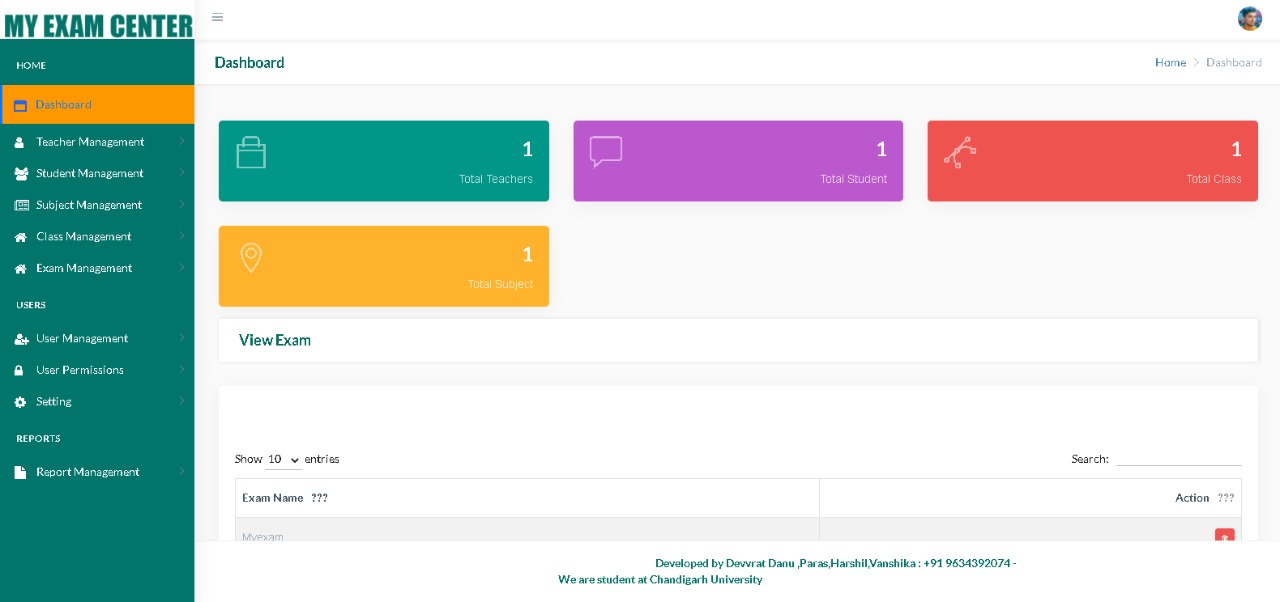 MY EXAM CENTER
HOME
Dashboard
Teacher Management
Student Management
Subject Management
Class Management
Exam Management
USERS
User Management
User Permissions
Setting
REPORTS
Report Management
Dashboard
Home > Dashboard
1
Total Teachers
1
Total Student
1
Total Class
1
Total Subject
View Exam
Show 10 entries
Search:
Exam Name ???
Action ???
Myexam
Developed by Devvrat Danu ,Paras,Harshil,Vanshika : +91 9634392074 -
We are student at Chandigarh University